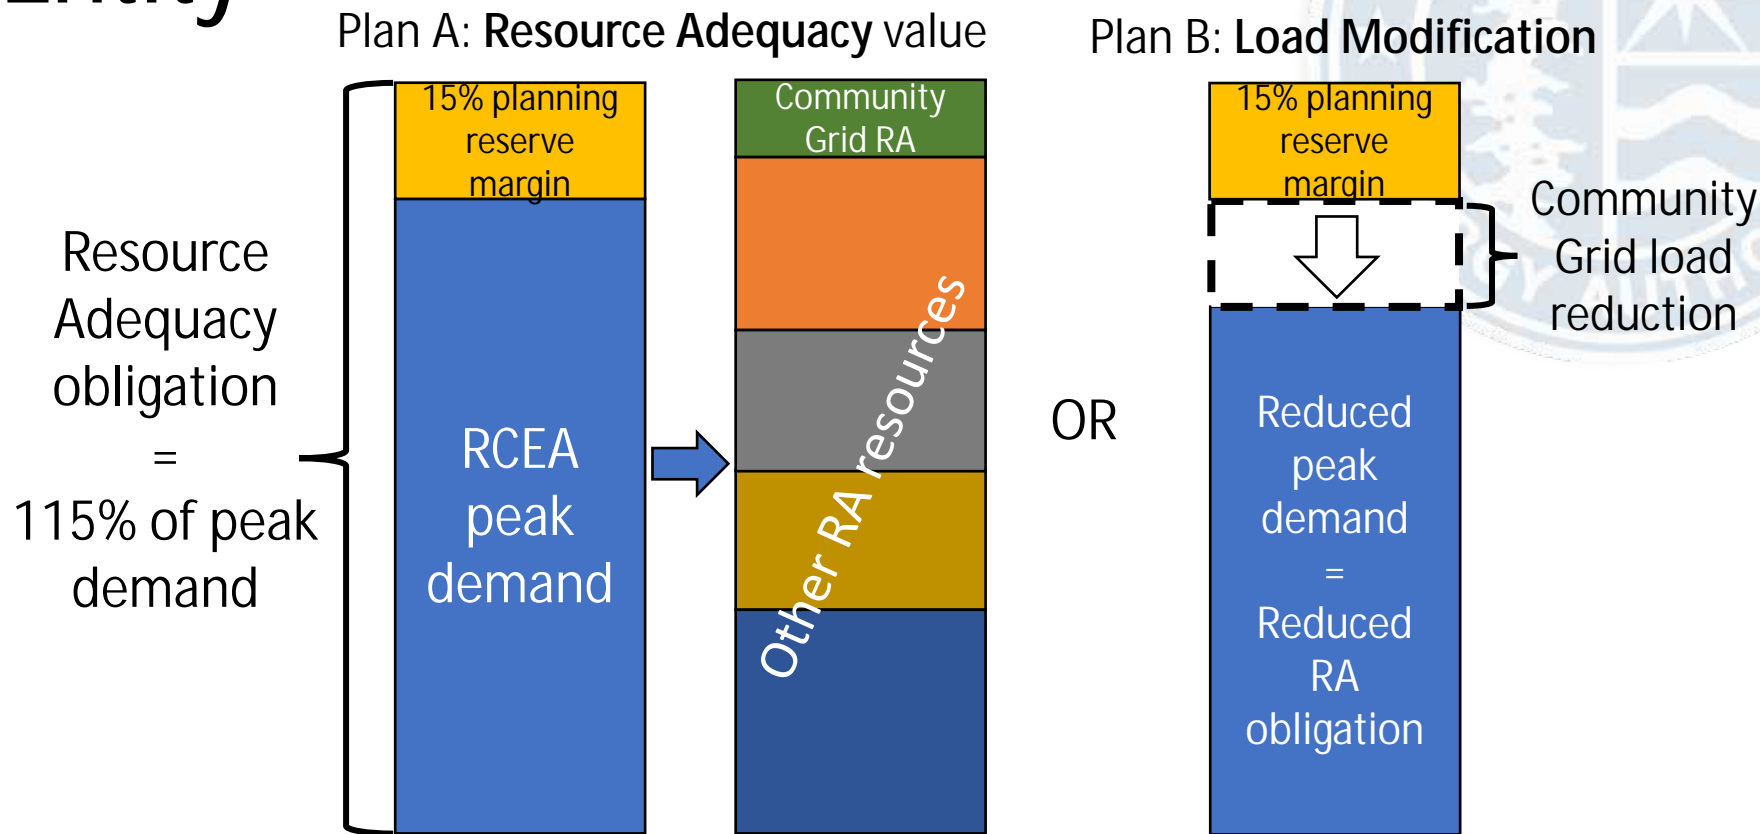 Entity
Plan A: Resource Adequacy value
Plan B: Load Modification
Resource
Adequacy
obligation
=
115% of peak
demand
15% planning
reserve
margin
RCEA
peak
demand
Community
Grid RA
Other RA resources
OR
15% planning
reserve
margin
Reduced
peak
demand
=
Reduced
RA
obligation
Community
Grid load
reduction